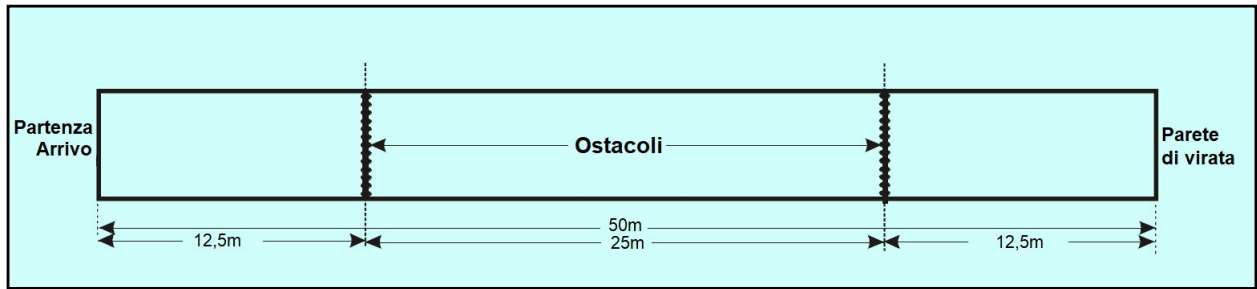 Partenza
Arrivo
Ostacoli
Parete
di virata
50m
12,5m
25m
12,5m